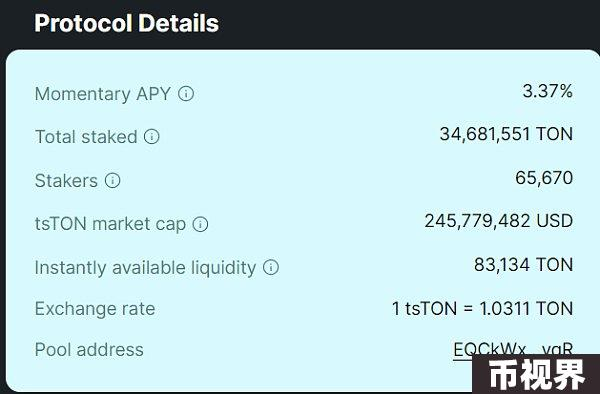 Protocol Details
Momentary APY 3.37%
Total staked 34,681,551 TON
Stakers 65,670
tsTON market cap 245,779,482 USD
Instantly available liquidity 83,134 TON
Exchange rate 1 tsTON = 1.0311 TON
Pool address EQCkWx
币视界